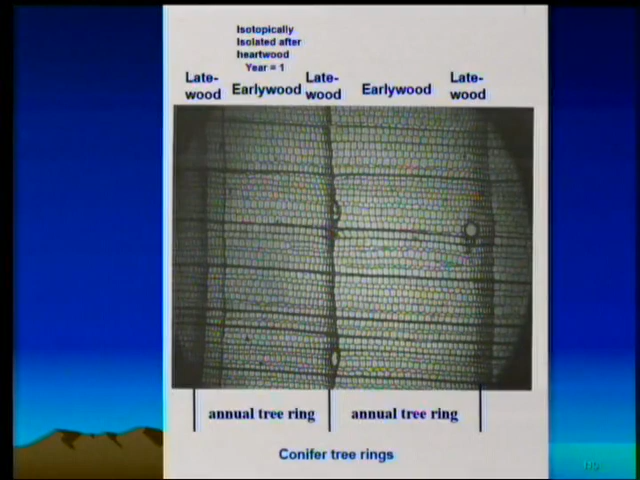 Isotopically
Isolated after
heartwood
Year = 1
Late-
wood
Earlywood
Late-
wood
Earlywood
Late-
wood
annual tree ring
annual tree ring
Conifer tree rings